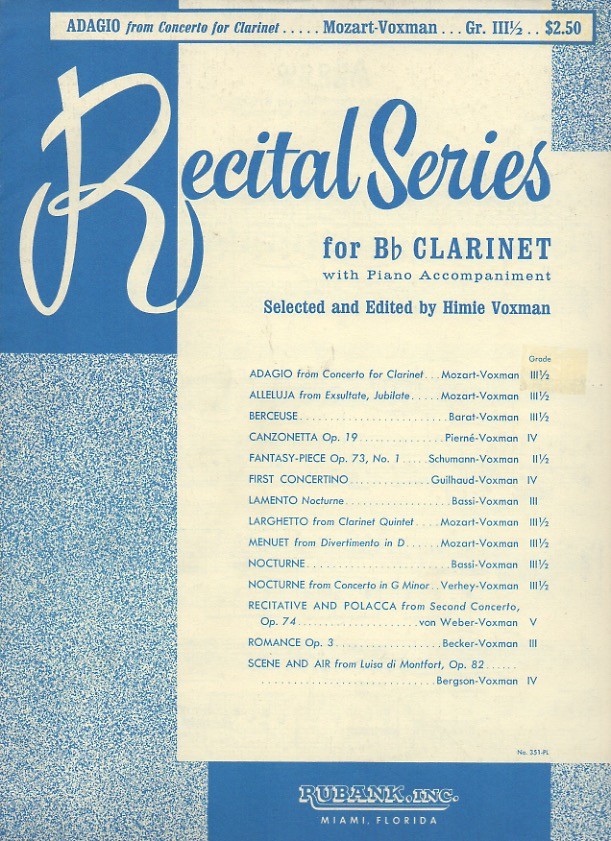 ADAGIO from Concerto for Clarinet ..... Mozart-Voxman ... Gr. III½ .. $2.50
Recital Series
for B♭ CLARINET
with Piano Accompaniment
Selected and Edited by Himie Voxman
Grade
ADAGIO from Concerto for Clarinet ... Mozart-Voxman III½
ALLELUJA from Exsultate, Jubilate ..... Mozart-Voxman III½
BERCEUSE ........................ Barat-Voxman III½
CANZONETTA Op. 19 .............. Pierné-Voxman IV
FANTASY-PIECE Op. 73, No. 1 .... Schumann-Voxman II½
FIRST CONCERTINO ............. Guilhaud-Voxman IV
LAMENTO Nocturne ................. Bassi-Voxman III
LARGHETTO from Clarinet Quintet .... Mozart-Voxman III½
MENUET from Divertimento in D ...... Mozart-Voxman III½
NOCTURNE ........................ Bassi-Voxman III½
NOCTURNE from Concerto in G Minor .. Verhey-Voxman III½
RECITATIVE AND POLACCA from Second Concerto,
Op. 74 ..................... von Weber-Voxman V
ROMANCE Op. 3 .................. Becker-Voxman III
SCENE AND AIR from Luisa di Montfort, Op. 82 ......
............................. Bergson-Voxman IV
No. 251-PL
RUBANK, INC.
MIAMI, FLORIDA